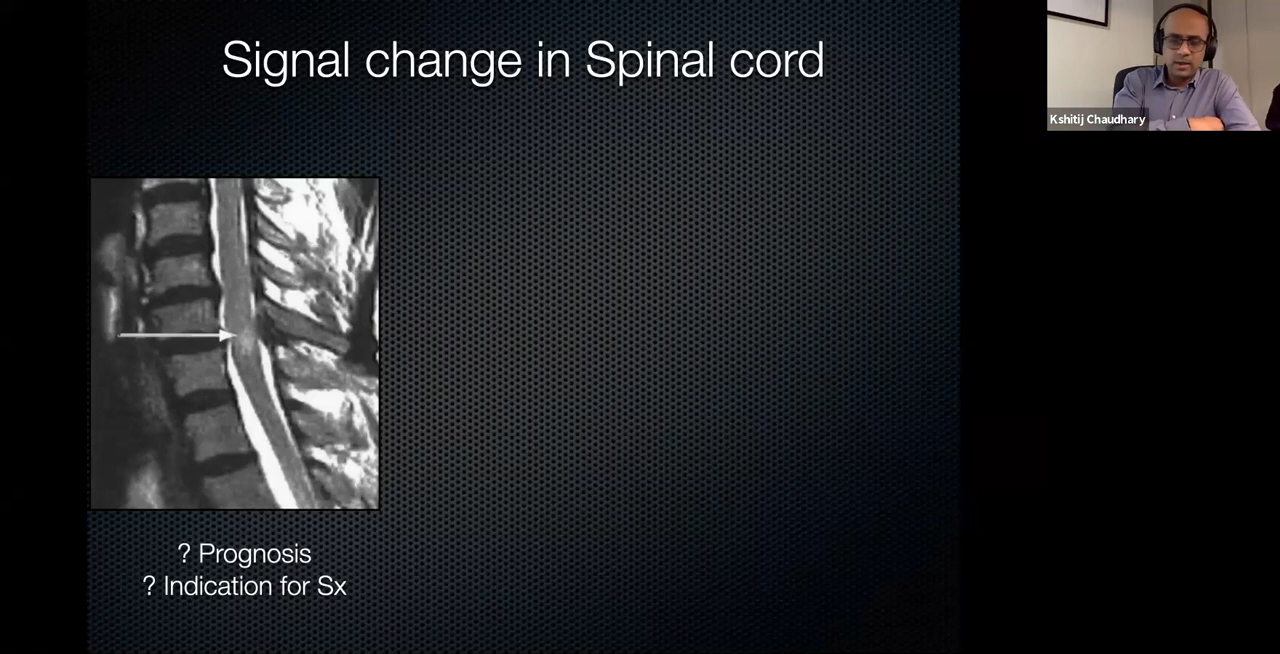 Signal change in Spinal cord
Kshitij Chaudhary
? Prognosis
? Indication for Sx